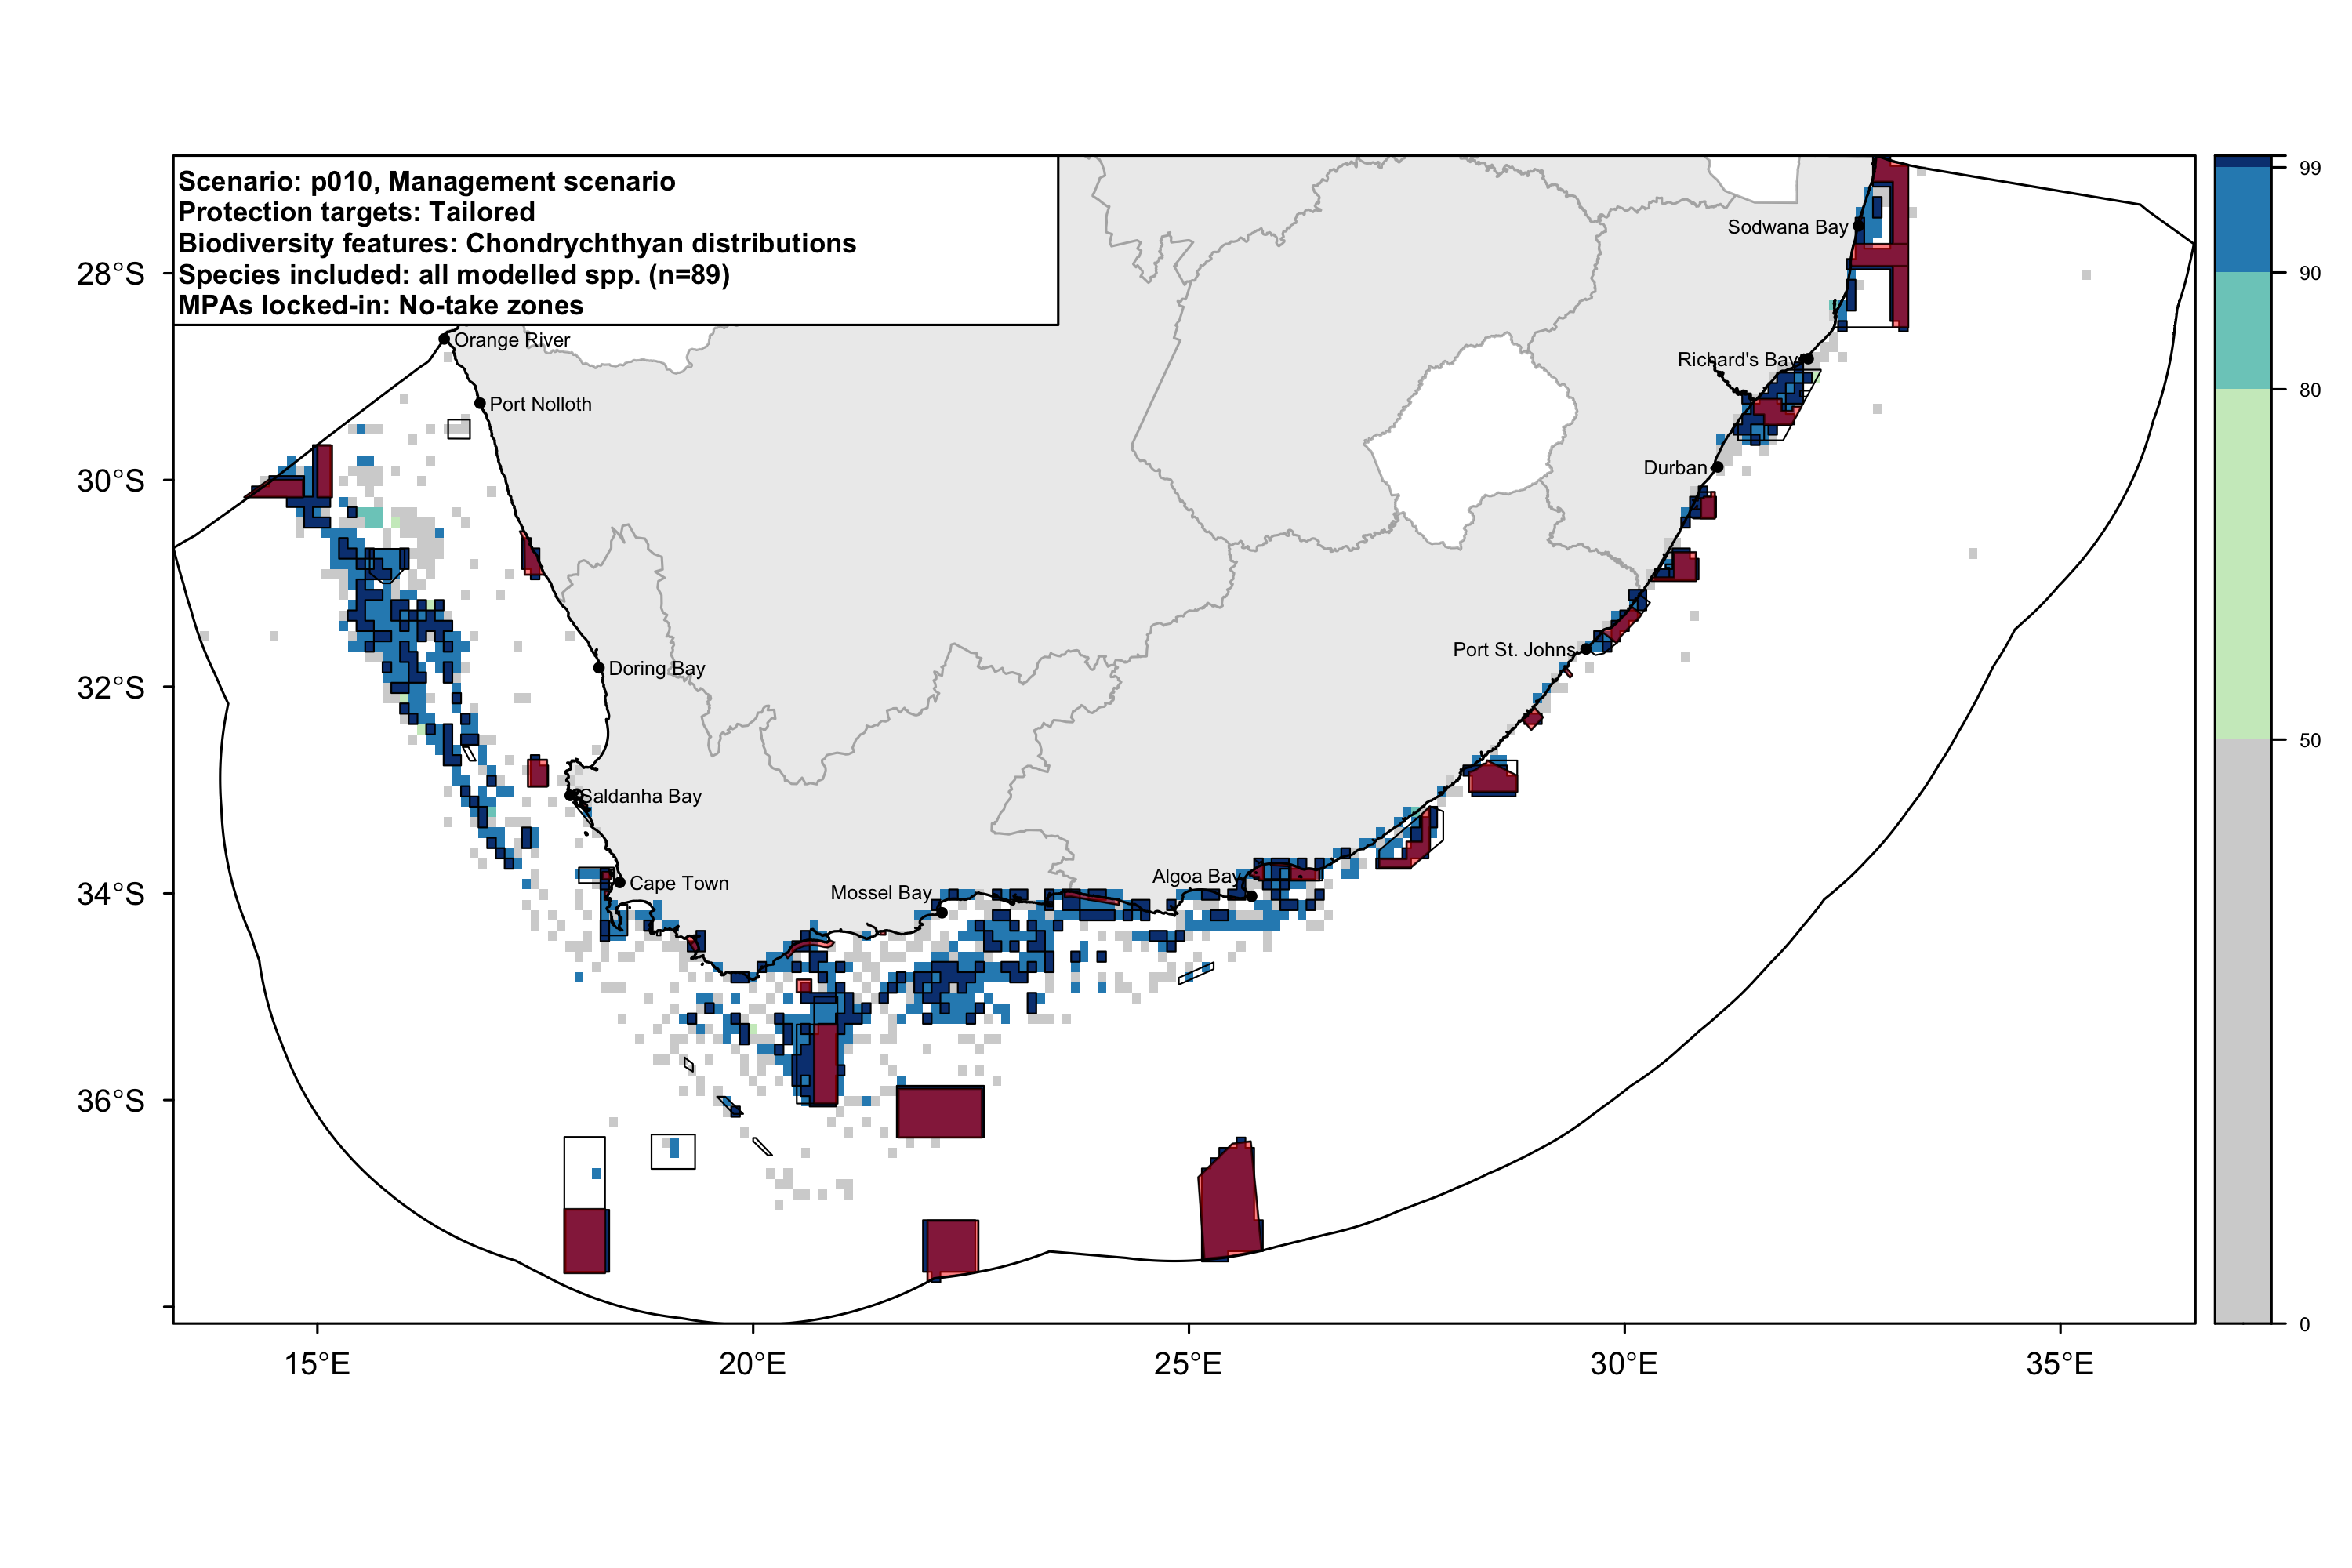 Scenario: p010, Management scenario
Protection targets: Tailored
Biodiversity features: Chondrychthyan distributions
Species included: all modelled spp. (n=89)
MPAs locked-in: No-take zones
99
90
80
50
0
28°S
30°S
32°S
34°S
36°S
Sodwana Bay
Orange River
Richard's Bay
Port Nolloth
Durban
Port St. Johns
Doring Bay
Saldanha Bay
Algoa Bay
Cape Town
Mossel Bay
15°E
20°E
25°E
30°E
35°E